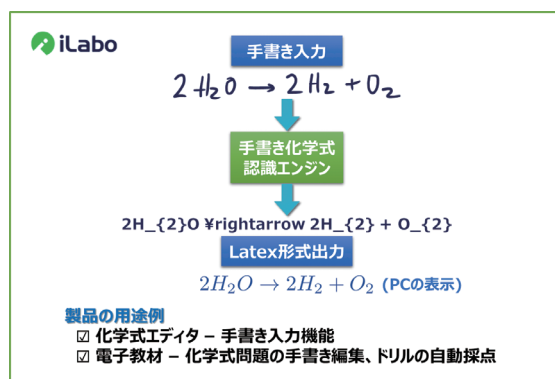 iLabo
手書き入力
2H₂O → 2H₂ + O₂
手書き化学式
認識エンジン
2H_{2}O ¥rightarrow 2H_{2} + O_{2}
Latex形式出力
2H₂O → 2H₂ + O₂ (PCの表示)
製品の用途例
☑ 化学式エディタ – 手書き入力機能
☑ 電子教材 – 化学式問題の手書き編集、ドリルの自動採点